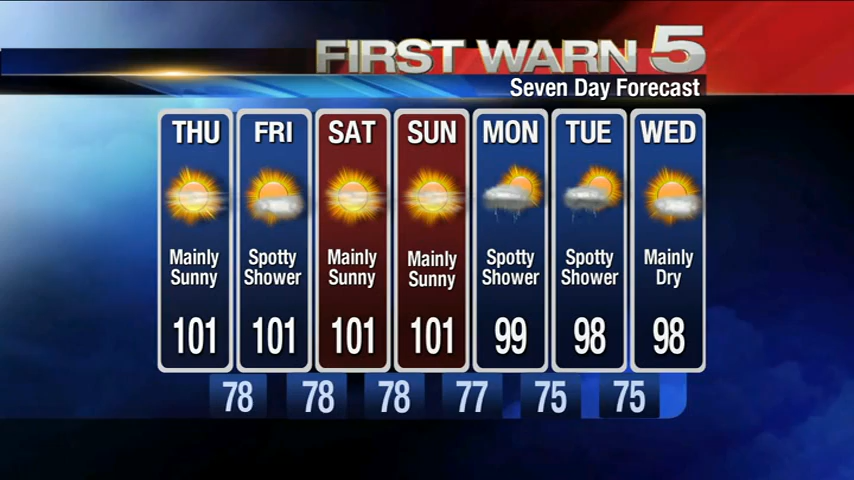 FIRST WARN 5
Seven Day Forecast
THU FRI SAT SUN MON TUE WED
Mainly Sunny Spotty Shower Mainly Sunny Mainly Sunny Spotty Shower Spotty Shower Mainly Dry
101 101 101 101 99 98 98
78 78 78 77 75 75